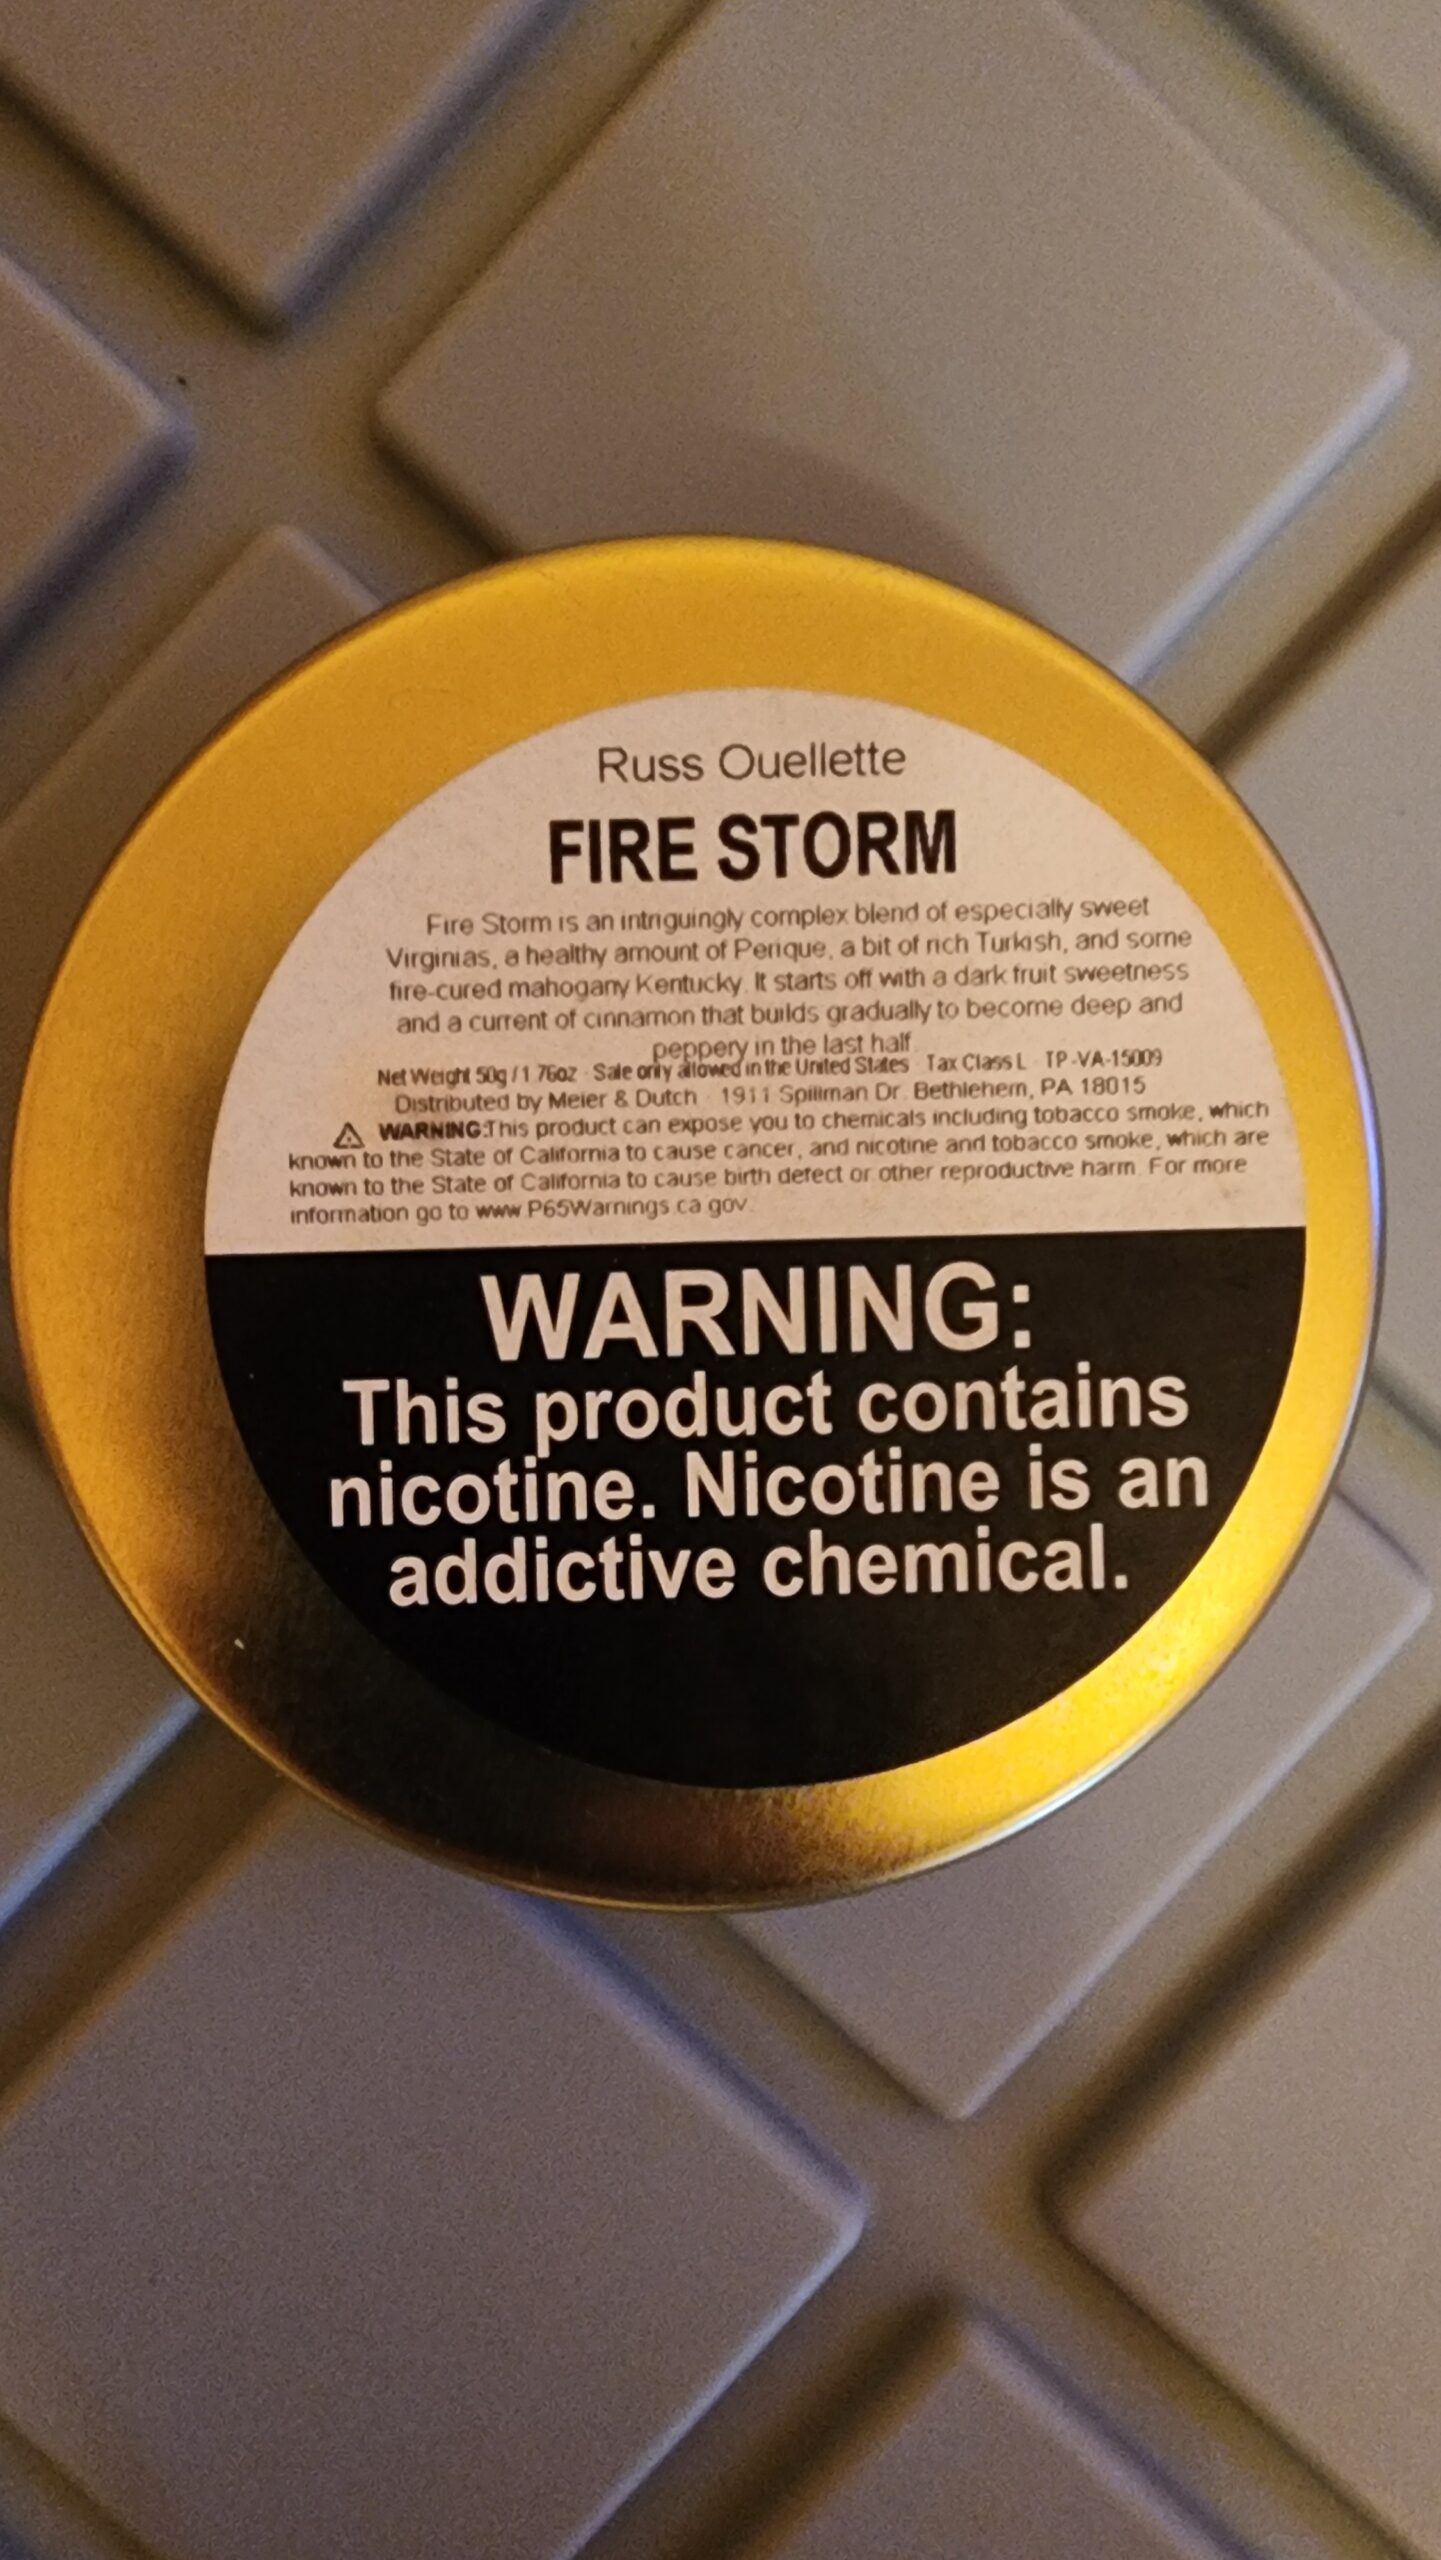 Russ Ouellette
FIRE STORM
Fire Storm is an intriguingly complex blend of especially sweet
Virginias, a healthy amount of Perique, a bit of rich Turkish, and some
fire-cured mahogany Kentucky. It starts off with a dark fruit sweetness
and a current of cinnamon that builds gradually to become deep and
peppery in the last half.
Net Weight 50g / 1.76oz · Sale only allowed in the United States · Tax Class L · TP-VA-15009
Distributed by Meier & Dutch · 1911 Spillman Dr. Bethlehem, PA 18015
⚠ WARNING:This product can expose you to chemicals including tobacco smoke, which
known to the State of California to cause cancer, and nicotine and tobacco smoke, which are
known to the State of California to cause birth defect or other reproductive harm. For more
information go to www.P65Warnings.ca.gov.
WARNING:
This product contains
nicotine. Nicotine is an
addictive chemical.